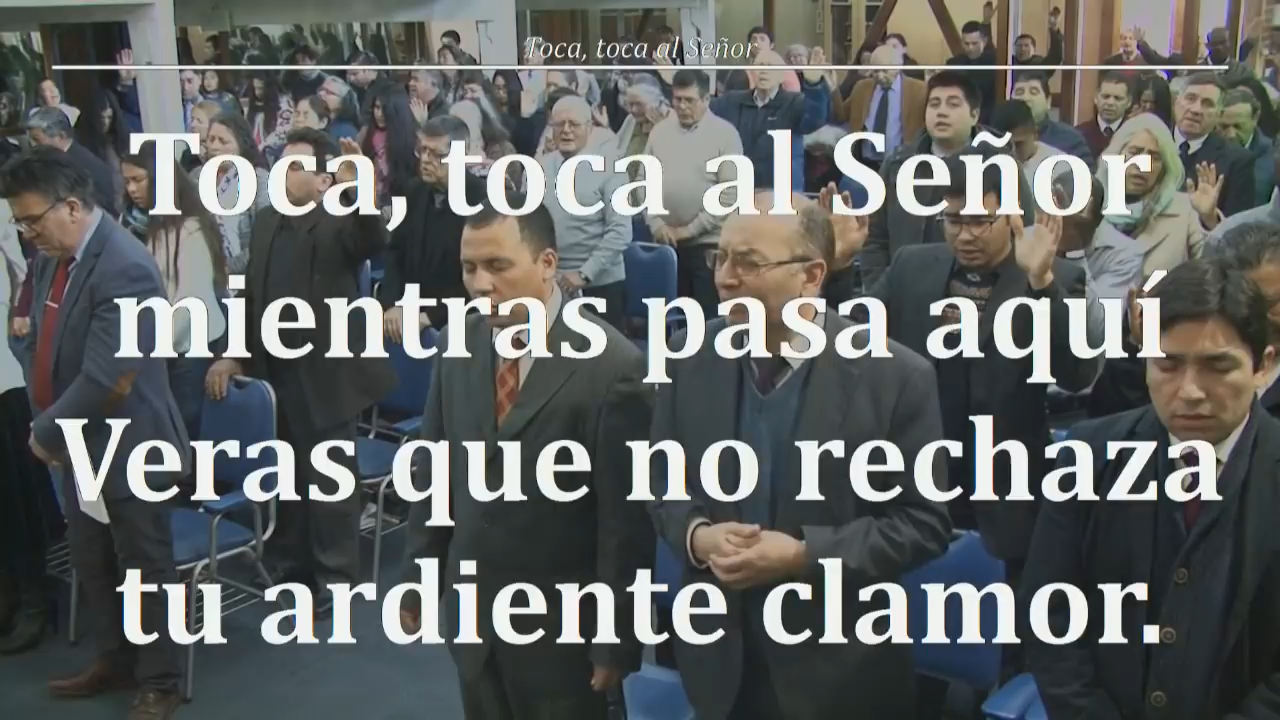 Toca, toca al Señor
Toca, toca al Señor
mientras pasa aquí
Veras que no rechaza
tu ardiente clamor.